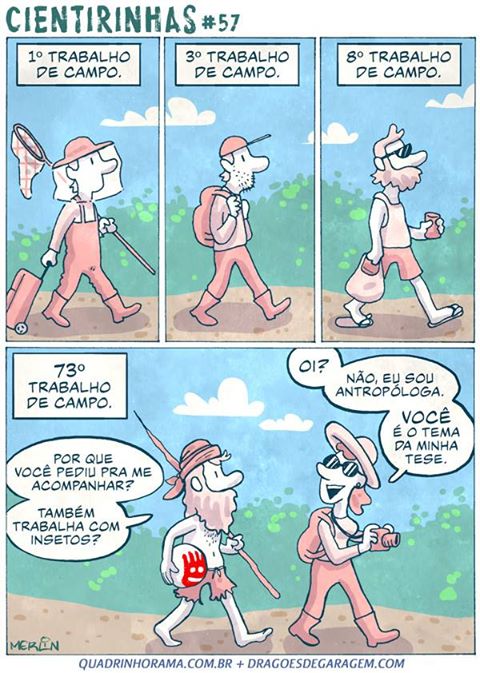 CIENTIRINHAS #57
1º TRABALHO
DE CAMPO.
3º TRABALHO
DE CAMPO.
8º TRABALHO
DE CAMPO.
73º
TRABALHO
DE CAMPO.
POR QUE
VOCÊ PEDIU PRA ME
ACOMPANHAR?
TAMBÉM
TRABALHA COM
INSETOS?
OI?
NÃO, EU SOU
ANTROPÓLOGA.
VOCÊ
É O TEMA
DA MINHA
TESE.
MERLIN
QUADRINHORAMA.COM.BR + DRAGOESDEGARAGEM.COM